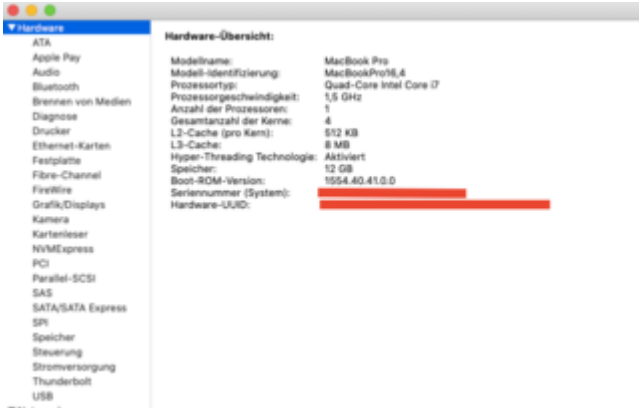 Hardware
ATA
Apple Pay
Audio
Bluetooth
Brennen von Medien
Diagnose
Drucker
Ethernet-Karten
Festplatte
Fibre-Channel
FireWire
Grafik/Displays
Kamera
Kartenleser
NVMExpress
PCI
Parallel-SCSI
SAS
SATA/SATA Express
SPI
Speicher
Steuerung
Stromversorgung
Thunderbolt
USB
Hardware-Übersicht:
Modellname: MacBook Pro
Modell-Identifizierung: MacBookPro16,4
Prozessortyp: Quad-Core Intel Core i7
Prozessorgeschwindigkeit: 1,5 GHz
Anzahl der Prozessoren: 1
Gesamtanzahl der Kerne: 4
L2-Cache (pro Kern): 512 KB
L3-Cache: 8 MB
Hyper-Threading Technologie: Aktiviert
Speicher: 12 GB
Boot-ROM-Version: 1554.40.41.0.0
Seriennummer (System):
Hardware-UUID: